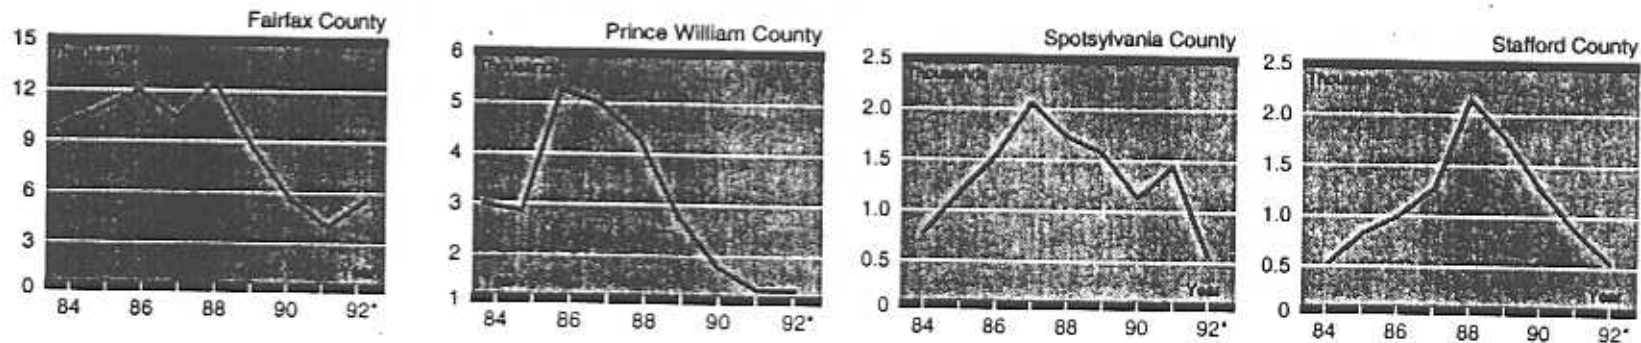 Fairfax County
15
12
9
6
3
0
84 86 88 90 92*
Prince William County
6
Thousands
5
4
3
2
1
84 86 88 90 92*
Spotsylvania County
2.5
Thousands
2.0
1.5
1.0
0.5
0
Year
84 86 88 90 92*
Stafford County
2.5
Thousands
2.0
1.5
1.0
0.5
0
Year
84 86 88 90 92*